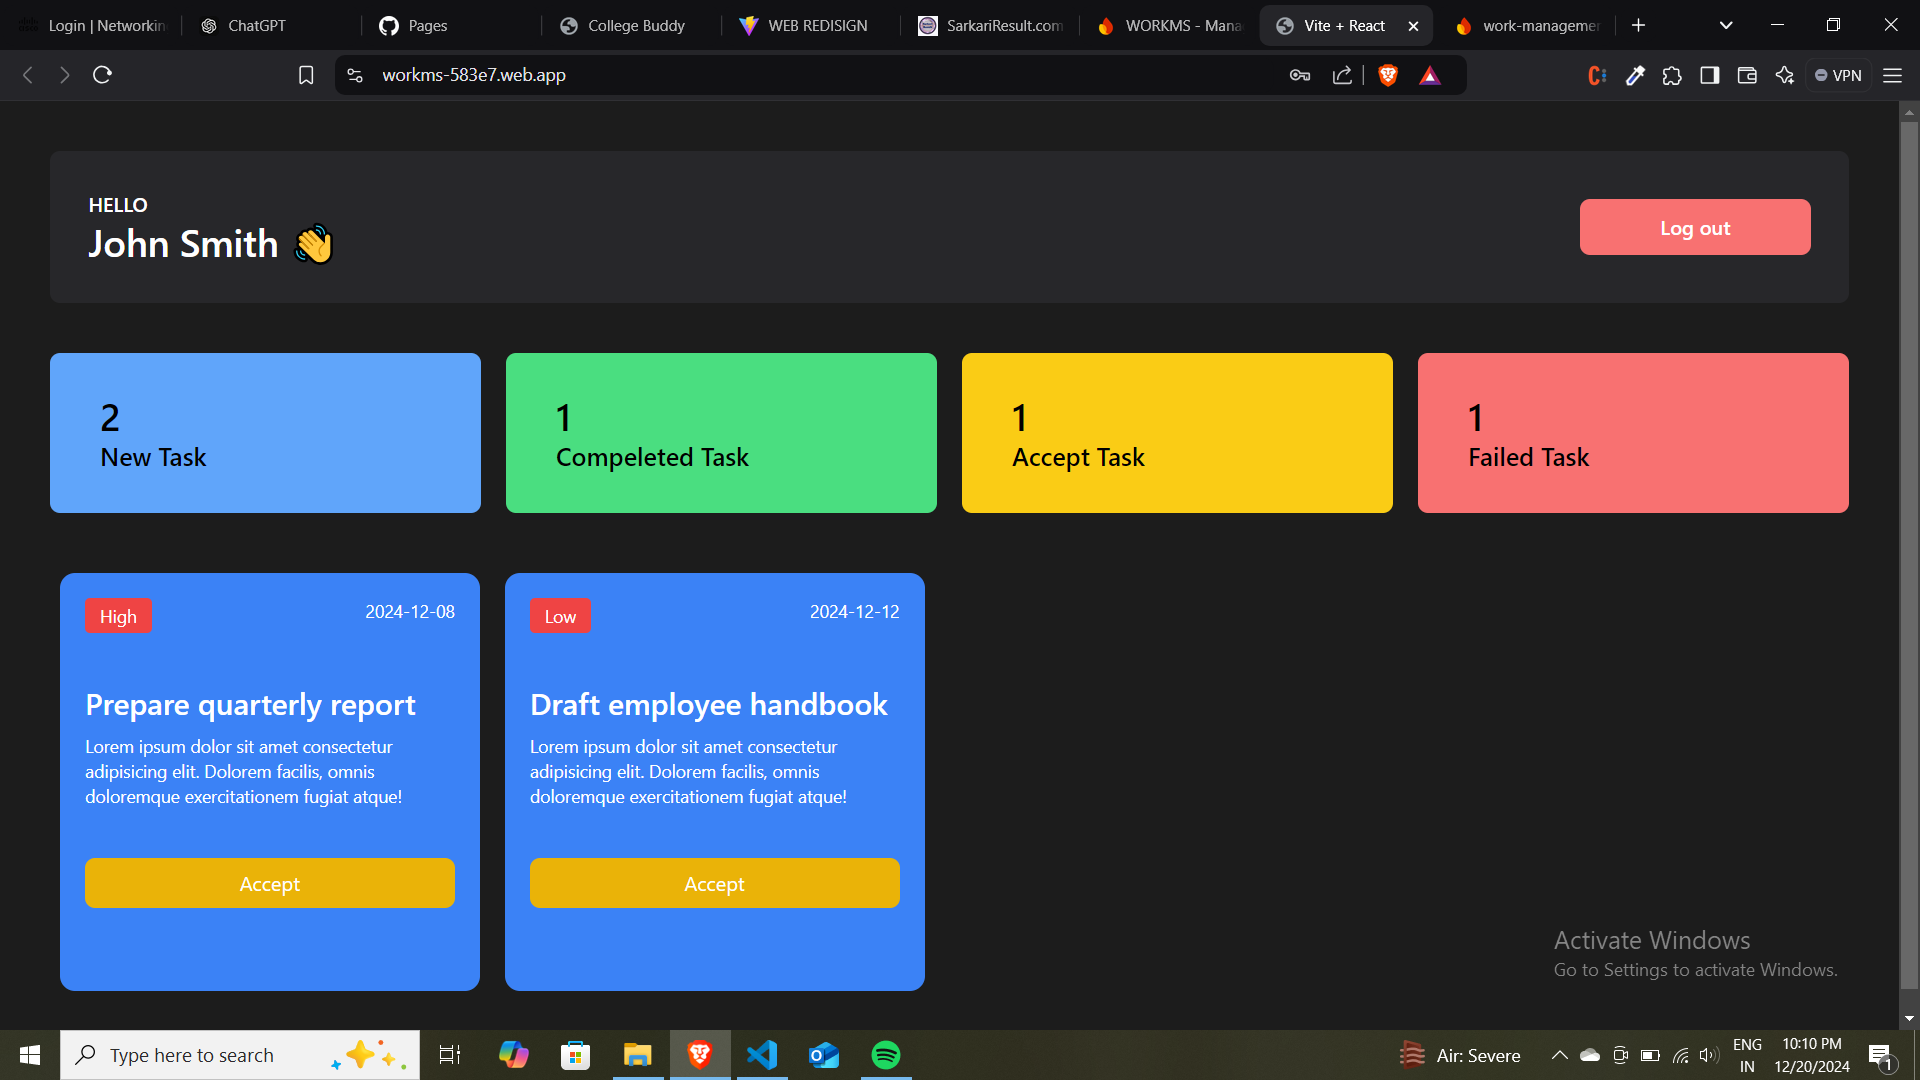 Login | Networkin
ChatGPT
Pages
College Buddy
WEB REDISIGN
SarkariResult.com
WORKMS - Mana
Vite + React
work-managemen
workms-583e7.web.app
VPN
HELLO
John Smith 👋
Log out
2
New Task
1
Compeleted Task
1
Accept Task
1
Failed Task
High
2024-12-08
Prepare quarterly report
Lorem ipsum dolor sit amet consectetur
adipisicing elit. Dolorem facilis, omnis
doloremque exercitationem fugiat atque!
Accept
Low
2024-12-12
Draft employee handbook
Lorem ipsum dolor sit amet consectetur
adipisicing elit. Dolorem facilis, omnis
doloremque exercitationem fugiat atque!
Accept
Activate Windows
Go to Settings to activate Windows.
Type here to search
Air: Severe
ENG
IN
10:10 PM
12/20/2024
1